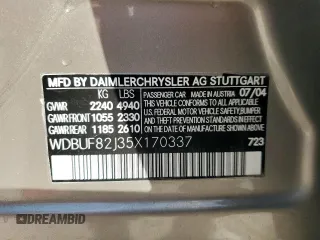 MFD BY DAIMLERCHRYSLER AG STUTTGART
KG LBS MADE IN AUSTRIA 07/04
GVWR 2240 4940 PASSENGER CAR
GAWR FRONT 1055 2330
GAWR REAR 1185 2610
THIS VEHICLE CONFORMS TO ALL APPLICABLE U.S. FEDERAL MOTOR VEHICLE SAFETY, BUMPER, AND THEFT PREVENTION STANDARDS IN EFFECT ON THE DATE OF MANUFACTURE SHOWN ABOVE.
WDBUF82J35X170337 723
DREAMBID